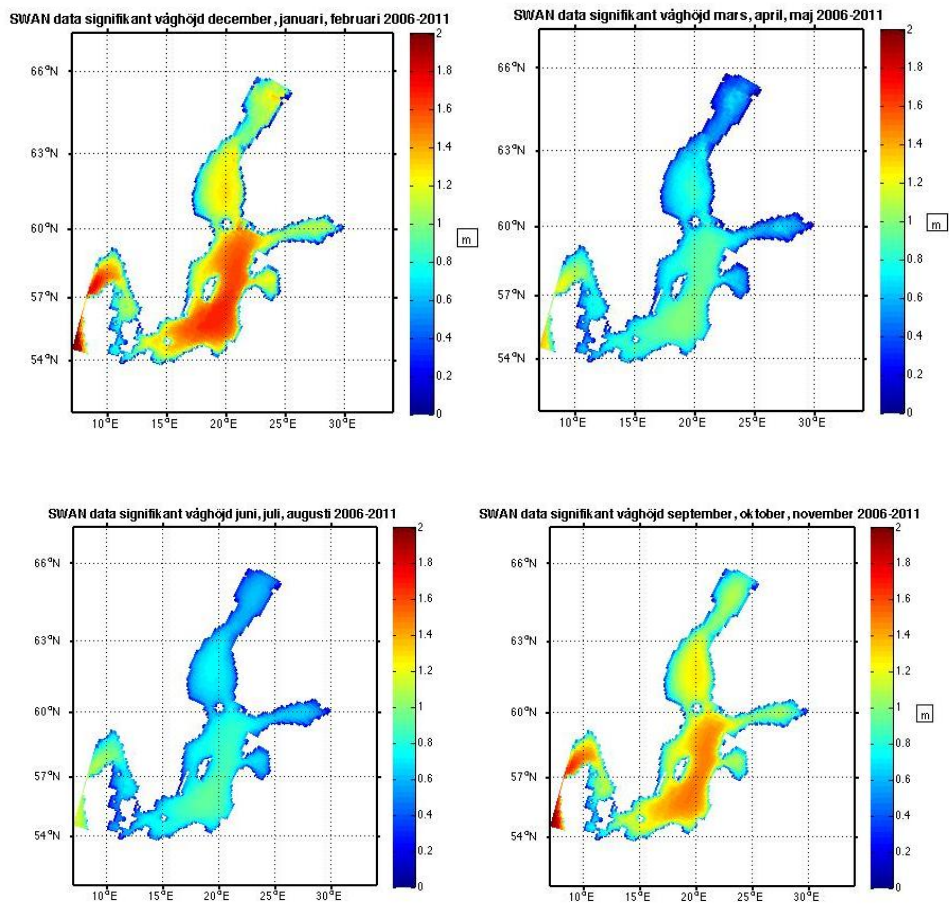 SWAN data signifikant våghöjd december, januari, februari 2006-2011
66°N
63°N
60°N
57°N
54°N
10°E
15°E
20°E
25°E
30°E
2
1.8
1.6
1.4
1.2
1
0.8
0.6
0.4
0.2
0
m
SWAN data signifikant våghöjd mars, april, maj 2006-2011
66°N
63°N
60°N
57°N
54°N
10°E
15°E
20°E
25°E
30°E
2
1.8
1.6
1.4
1.2
1
0.8
0.6
0.4
0.2
0
m
SWAN data signifikant våghöjd juni, juli, augusti 2006-2011
66°N
63°N
60°N
57°N
54°N
10°E
15°E
20°E
25°E
30°E
2
1.8
1.6
1.4
1.2
1
0.8
0.6
0.4
0.2
0
SWAN data signifikant våghöjd september, oktober, november 2006-2011
66°N
63°N
60°N
57°N
54°N
10°E
15°E
20°E
25°E
30°E
2
1.8
1.6
1.4
1.2
1
0.8
0.6
0.4
0.2
0
m